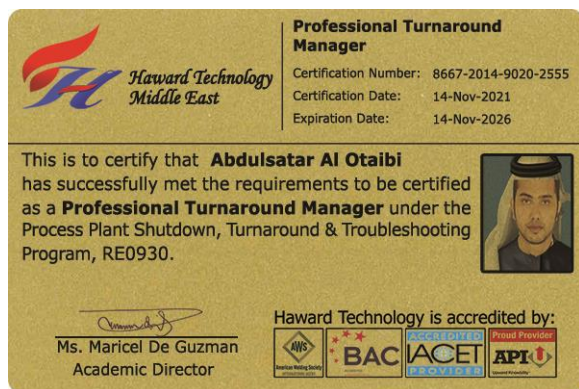 Haward Technology
Middle East
Professional Turnaround
Manager
Certification Number: 8667-2014-9020-2555
Certification Date: 14-Nov-2021
Expiration Date: 14-Nov-2026
This is to certify that Abdulsatar Al Otaibi
has successfully met the requirements to be certified
as a Professional Turnaround Manager under the
Process Plant Shutdown, Turnaround & Troubleshooting
Program, RE0930.
Ms. Maricel De Guzman
Academic Director
Haward Technology is accredited by:
AWS
American Welding Society
BAC
ACCREDITED
IACET
PROVIDER
Proud Provider
API